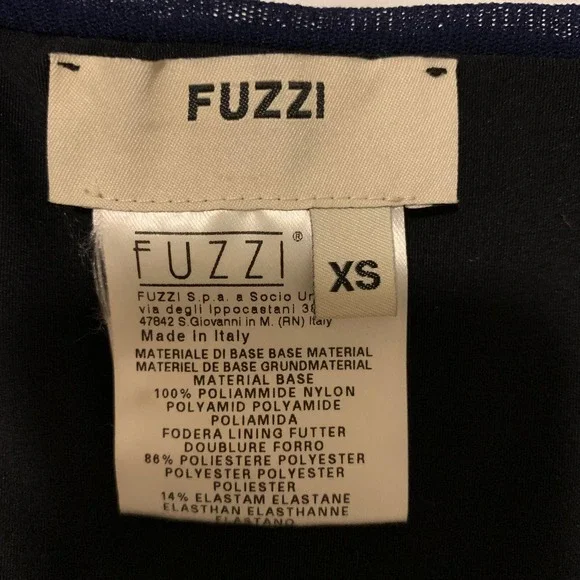 FUZZI
FUZZI®
XS
FUZZI S.p.a. a Socio
via degli Ippocastani
47842 S.Giovanni in M. (RN) Italy
Made in Italy
MATERIALE DI BASE BASE MATERIAL
MATERIEL DE BASE GRUNDMATERIAL
MATERIAL BASE
100% POLIAMMIDE NYLON
POLYAMID POLYAMIDE
POLIAMIDA
FODERA LINING FUTTER
DOUBLURE FORRO
86% POLIESTERE POLYESTER
POLYESTER POLYESTER
POLIESTER
14% ELASTAM ELASTANE
ELASTHAN ELASTHANNE
ELASTANO